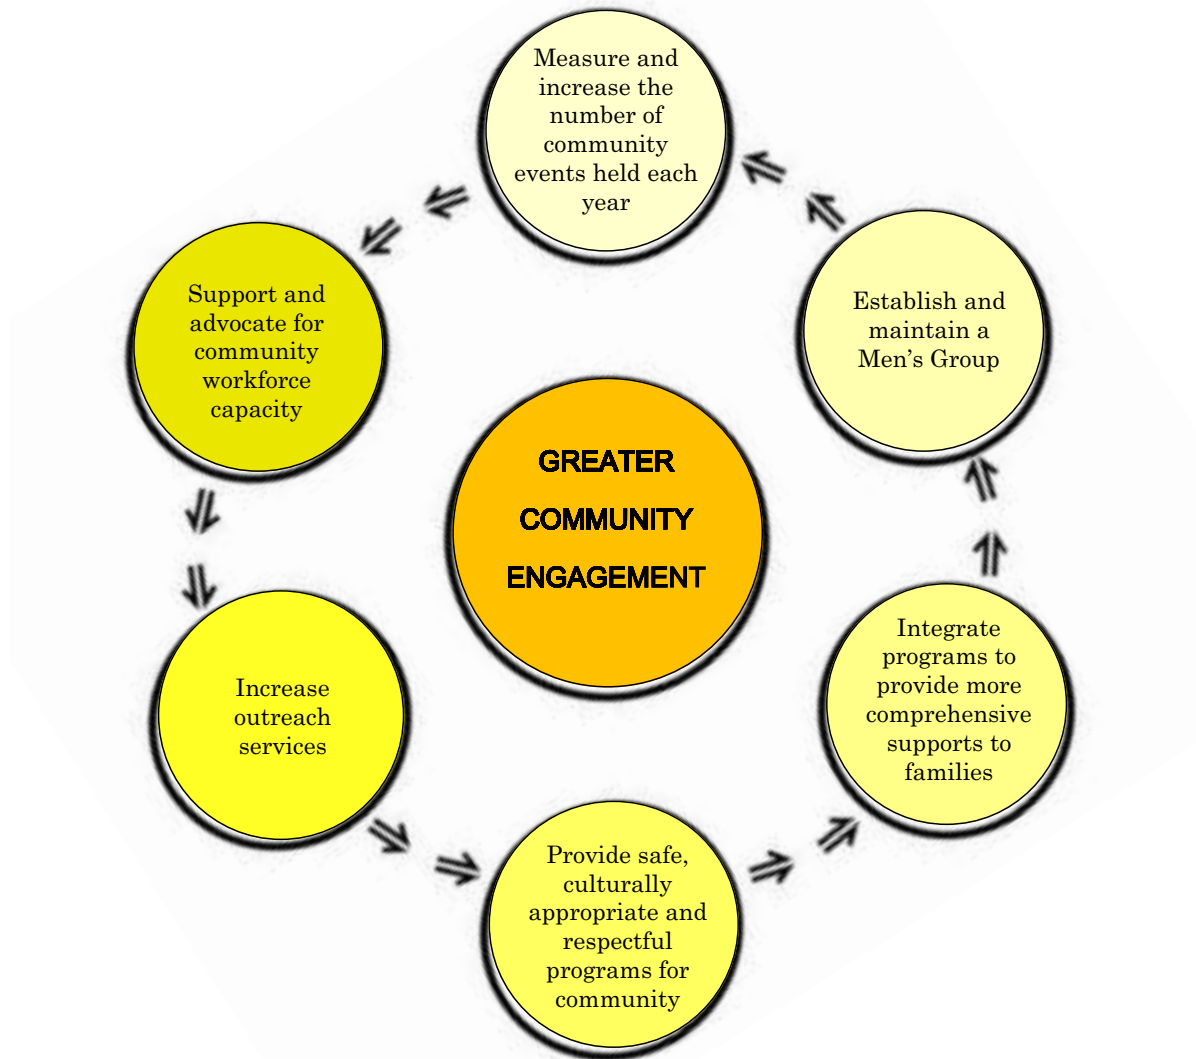 Measure and
increase the
number of
community
events held each
year
Support and
advocate for
community
workforce
capacity
Establish and
maintain a
Men’s Group
GREATER
COMMUNITY
ENGAGEMENT
Increase
outreach
services
Integrate
programs to
provide more
comprehensive
supports to
families
Provide safe,
culturally
appropriate and
respectful
programs for
community